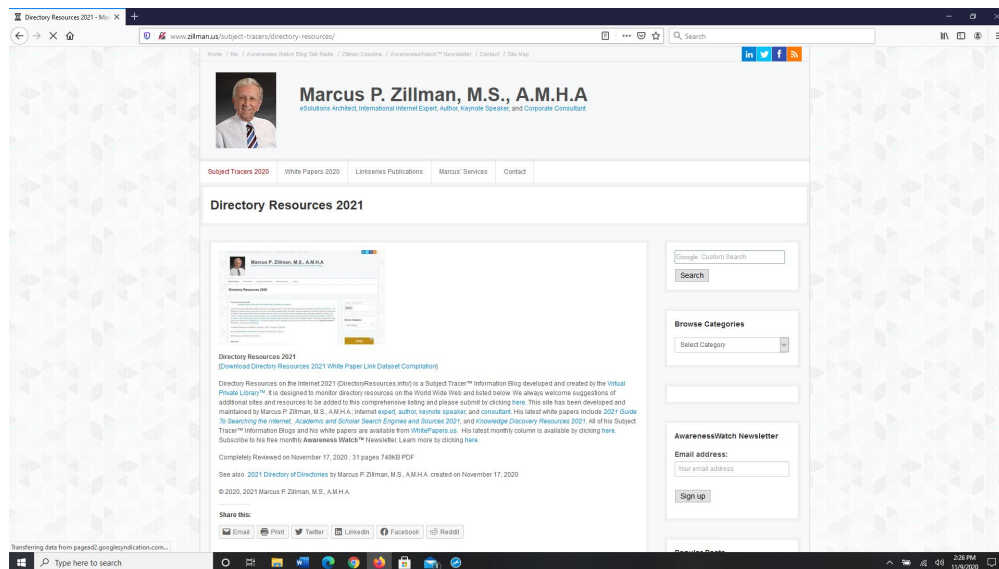 Directory Resources 2021 - Mar
www.zillman.us/subject-tracers/directory-resources/
Search
Home / Bio / Awareness Watch Blog Talk Radio / Zillman Columns / AwarenessWatch™ Newsletter / Contact / Site Map
Marcus P. Zillman, M.S., A.M.H.A
eSolutions Architect, International Internet Expert, Author, Keynote Speaker, and Corporate Consultant
Subject Tracers 2020 White Papers 2020 Linkseries Publications Marcus' Services Contact
Directory Resources 2021
Marcus P. Zillman, M.S., A.M.H.A
Directory Resources 2020
Google Custom Search
Search
Browse Categories
Select Category
Directory Resources 2021
[Download Directory Resources 2021 White Paper Link Dataset Compilation]
Directory Resources on the Internet 2021 (DirectoryResources.info/) is a Subject Tracer™ Information Blog developed and created by the Virtual
Private Library™. It is designed to monitor directory resources on the World Wide Web and listed below. We always welcome suggestions of
additional sites and resources to be added to this comprehensive listing and please submit by clicking here. This site has been developed and
maintained by Marcus P. Zillman, M.S., A.M.H.A.; Internet expert, author, keynote speaker, and consultant. His latest white papers include 2021 Guide
To Searching the Internet, Academic and Scholar Search Engines and Sources 2021, and Knowledge Discovery Resources 2021. All of his Subject
Tracer™ Information Blogs and his white papers are available from WhitePapers.us. His latest monthly column is available by clicking here.
Subscribe to his free monthly Awareness Watch™ Newsletter. Learn more by clicking here.
Completely Reviewed on November 17, 2020 ; 31 pages 749KB PDF
See also 2021 Directory of Directories by Marcus P. Zillman, M.S., A.M.H.A. created on November 17, 2020
© 2020, 2021 Marcus P. Zillman, M.S., A.M.H.A.
Share this:
Email Print Twitter LinkedIn Facebook Reddit
AwarenessWatch Newsletter
Email address:
Your email address
Sign up
Popular Posts
Transferring data from pagead2.googlesyndication.com...
Type here to search
2:26 PM
11/9/2020